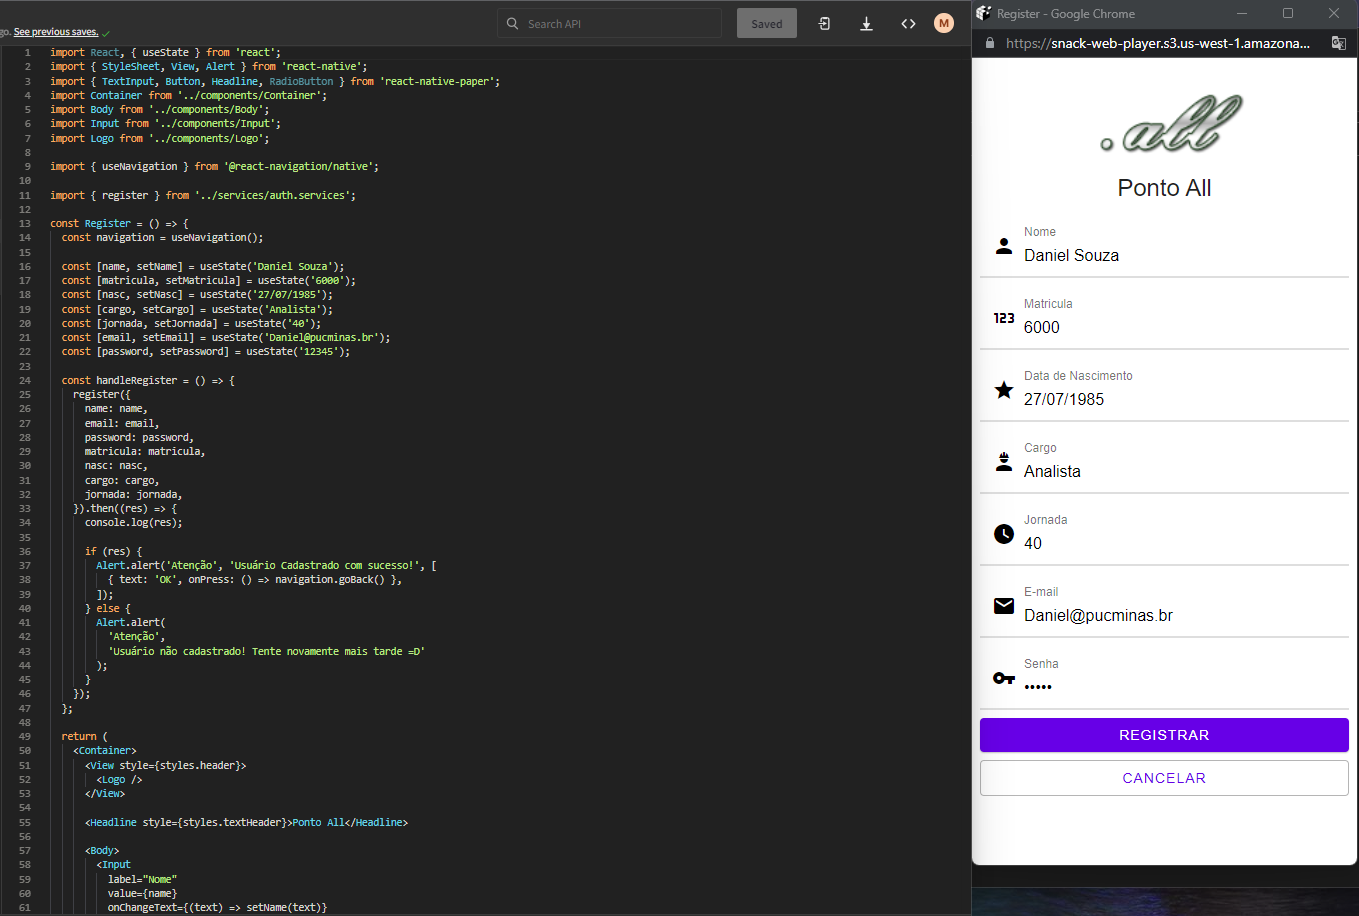 go. See previous saves.
Search API
Saved
M
1 import React, { useState } from 'react';
2 import { StyleSheet, View, Alert } from 'react-native';
3 import { TextInput, Button, Headline, RadioButton } from 'react-native-paper';
4 import Container from '../components/Container';
5 import Body from '../components/Body';
6 import Input from '../components/Input';
7 import Logo from '../components/Logo';
8
9 import { useNavigation } from '@react-navigation/native';
10
11 import { register } from '../services/auth.services';
12
13 const Register = () => {
14 const navigation = useNavigation();
15
16 const [name, setName] = useState('Daniel Souza');
17 const [matricula, setMatricula] = useState('6000');
18 const [nasc, setNasc] = useState('27/07/1985');
19 const [cargo, setCargo] = useState('Analista');
20 const [jornada, setJornada] = useState('40');
21 const [email, setEmail] = useState('Daniel@pucminas.br');
22 const [password, setPassword] = useState('12345');
23
24 const handleRegister = () => {
25 register({
26 name: name,
27 email: email,
28 password: password,
29 matricula: matricula,
30 nasc: nasc,
31 cargo: cargo,
32 jornada: jornada,
33 }).then((res) => {
34 console.log(res);
35
36 if (res) {
37 Alert.alert('Atenção', 'Usuário Cadastrado com sucesso!', [
38 { text: 'OK', onPress: () => navigation.goBack() },
39 ]);
40 } else {
41 Alert.alert(
42 'Atenção',
43 'Usuário não cadastrado! Tente novamente mais tarde =D'
44 );
45 }
46 });
47 };
48
49 return (
50 <Container>
51 <View style={styles.header}>
52 <Logo />
53 </View>
54
55 <Headline style={styles.textHeader}>Ponto All</Headline>
56
57 <Body>
58 <Input
59 label="Nome"
60 value={name}
61 onChangeText={(text) => setName(text)}
Register - Google Chrome
https://snack-web-player.s3.us-west-1.amazona...
.all
Ponto All
Nome
Daniel Souza
Matricula
123 6000
Data de Nascimento
27/07/1985
Cargo
Analista
Jornada
40
E-mail
Daniel@pucminas.br
Senha
•••••
REGISTRAR
CANCELAR